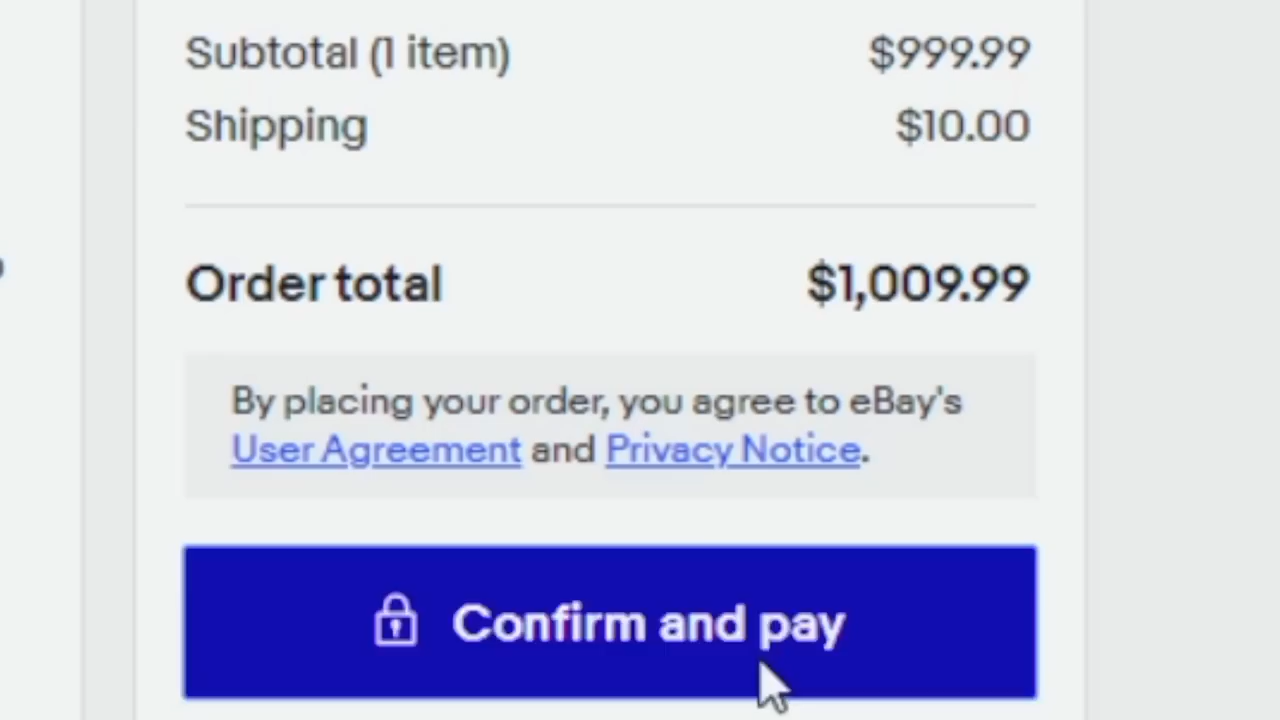 Subtotal (1 item) $999.99
Shipping $10.00
Order total $1,009.99
By placing your order, you agree to eBay's
User Agreement and Privacy Notice.
Confirm and pay